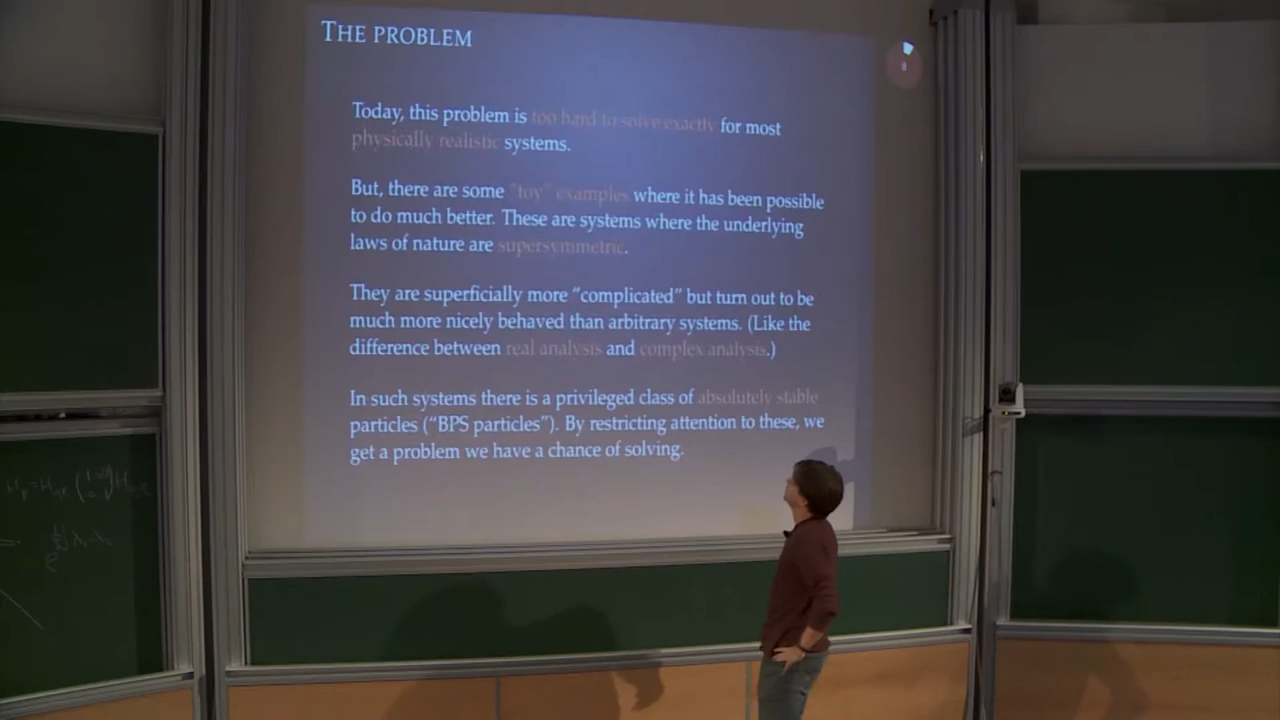 THE PROBLEM
Today, this problem is too hard to solve exactly for most
physically realistic systems.
But, there are some "toy" examples where it has been possible
to do much better. These are systems where the underlying
laws of nature are supersymmetric.
They are superficially more “complicated” but turn out to be
much more nicely behaved than arbitrary systems. (Like the
difference between real analysis and complex analysis.)
In such systems there is a privileged class of absolutely stable
particles (“BPS particles”). By restricting attention to these, we
get a problem we have a chance of solving.